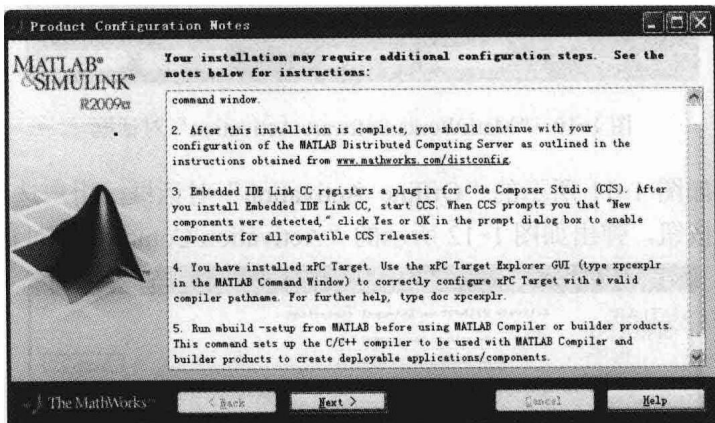 Product Configuration Notes
MATLAB®
&SIMULINK®
R2009a
Your installation may require additional configuration steps. See the
notes below for instructions:
command window.
2. After this installation is complete, you should continue with your
configuration of the MATLAB Distributed Computing Server as outlined in the
instructions obtained from www.mathworks.com/distconfig.
3. Embedded IDE Link CC registers a plug-in for Code Composer Studio (CCS). After
you install Embedded IDE Link CC, start CCS. When CCS prompts you that "New
components were detected," click Yes or OK in the prompt dialog box to enable
components for all compatible CCS releases.
4. You have installed xPC Target. Use the xPC Target Explorer GUI (type xpcexplr
in the MATLAB Command Window) to correctly configure xPC Target with a valid
compiler pathname. For further help, type doc xpcexplr.
5. Run mbuild -setup from MATLAB before using MATLAB Compiler or builder products.
This command sets up the C/C++ compiler to be used with MATLAB Compiler and
builder products to create deployable applications/components.
The MathWorks
< Back
Next >
Cancel
Help